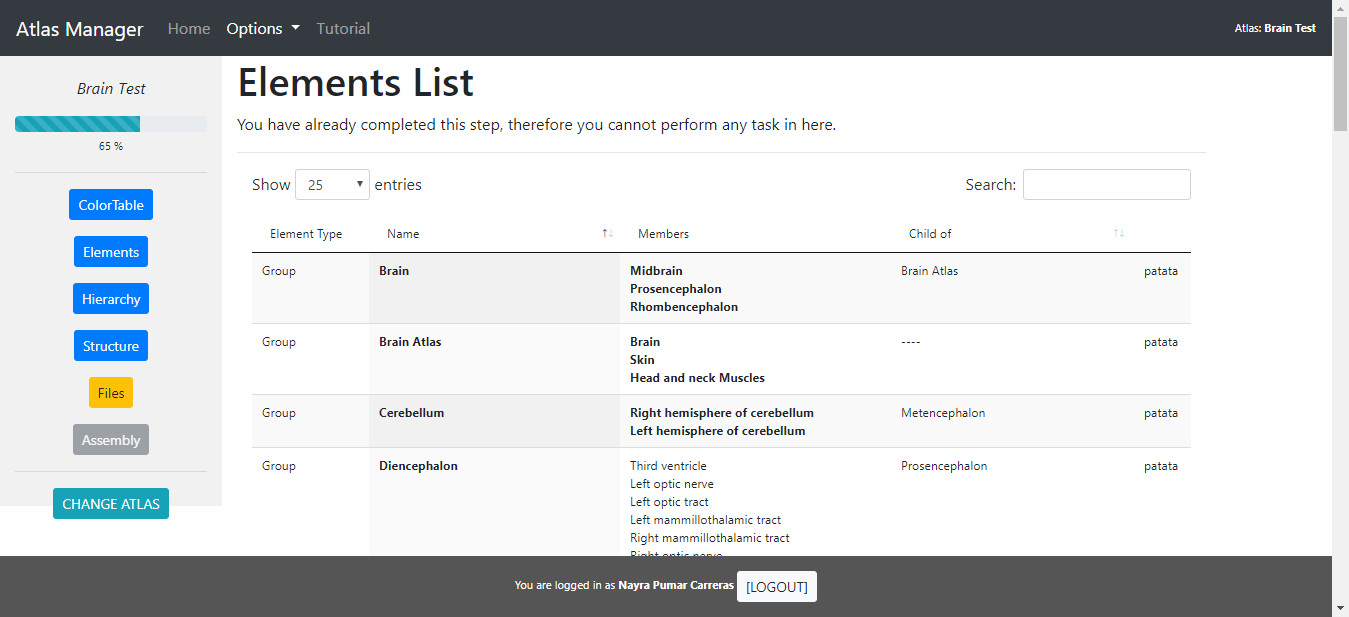 Atlas Manager Home Options Tutorial Atlas: Brain Test
Brain Test
65 %
ColorTable
Elements
Hierarchy
Structure
Files
Assembly
CHANGE ATLAS
Elements List
You have already completed this step, therefore you cannot perform any task in here.
Show 25 entries Search:
Element Type Name Members Child of
Group Brain Midbrain Brain Atlas patata
Prosencephalon
Rhombencephalon
Group Brain Atlas Brain ---- patata
Skin
Head and neck Muscles
Group Cerebellum Right hemisphere of cerebellum Metencephalon patata
Left hemisphere of cerebellum
Group Diencephalon Third ventricle Prosencephalon patata
Left optic nerve
Left optic tract
Left mammillothalamic tract
Right mammillothalamic tract
Right optic nerve
You are logged in as Nayra Pumar Carreras [LOGOUT]